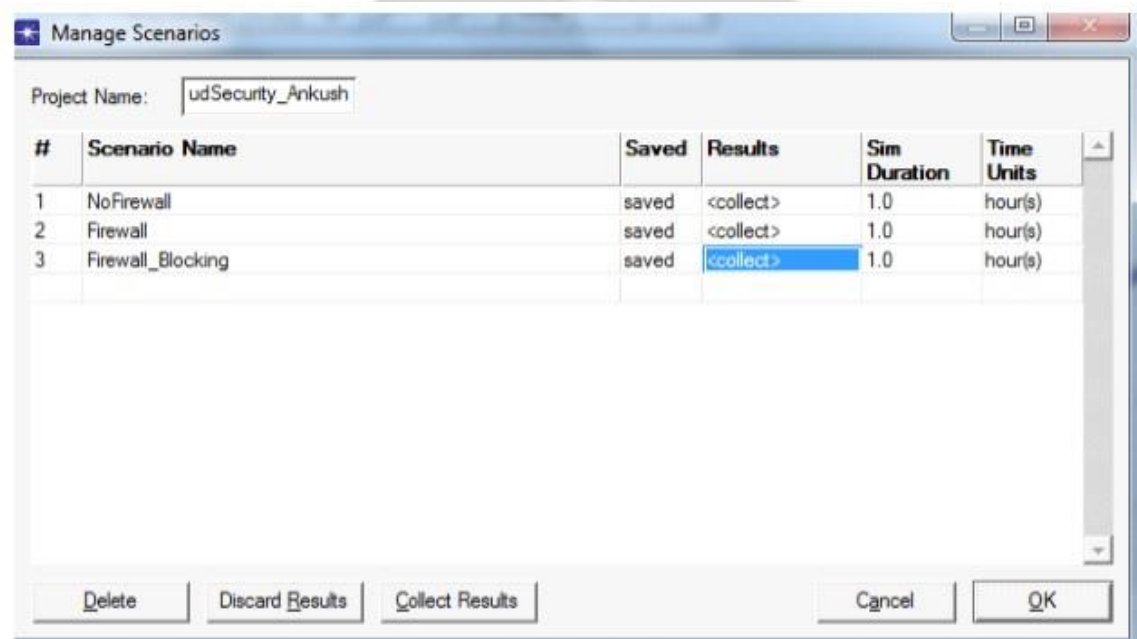 Manage Scenarios
Project Name: udSecurity_Ankush
# Scenario Name Saved Results Sim Duration Time Units
1 NoFirewall saved <collect> 1.0 hour(s)
2 Firewall saved <collect> 1.0 hour(s)
3 Firewall_Blocking saved <collect> 1.0 hour(s)
Delete Discard Results Collect Results Cancel OK